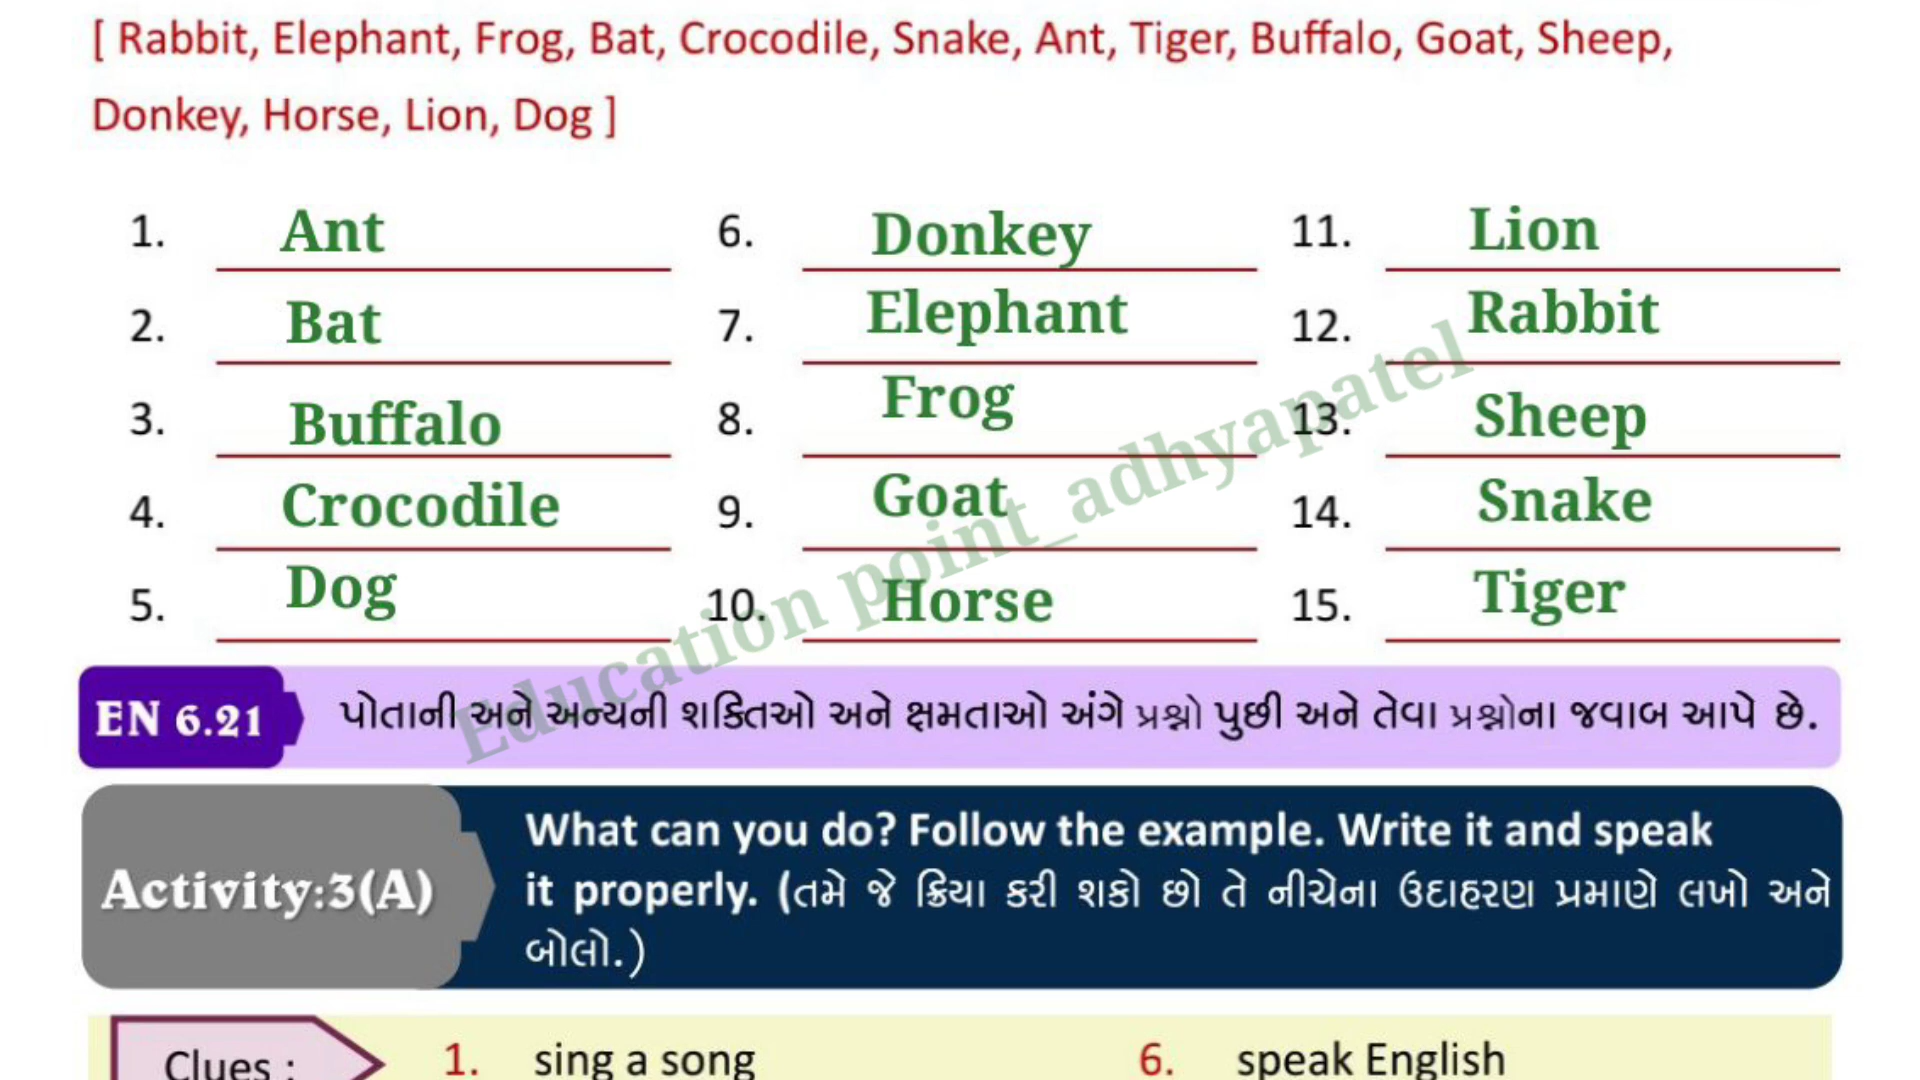 [ Rabbit, Elephant, Frog, Bat, Crocodile, Snake, Ant, Tiger, Buffalo, Goat, Sheep,
Donkey, Horse, Lion, Dog ]
1. Ant 6. Donkey 11. Lion
2. Bat 7. Elephant 12. Rabbit
3. Buffalo 8. Frog 13. Sheep
4. Crocodile 9. Goat 14. Snake
5. Dog 10. Horse 15. Tiger
Education point_adhyapatel
EN 6.21 પોતાની અને અન્યની શક્તિઓ અને ક્ષમતાઓ અંગે પ્રશ્નો પુછી અને તેવા પ્રશ્નોના જવાબ આપે છે.
Activity:3(A)
What can you do? Follow the example. Write it and speak
it properly. (તમે જે ક્રિયા કરી શકો છો તે નીચેના ઉદાહરણ પ્રમાણે લખો અને
બોલો.)
Clues : 1. sing a song 6. speak English